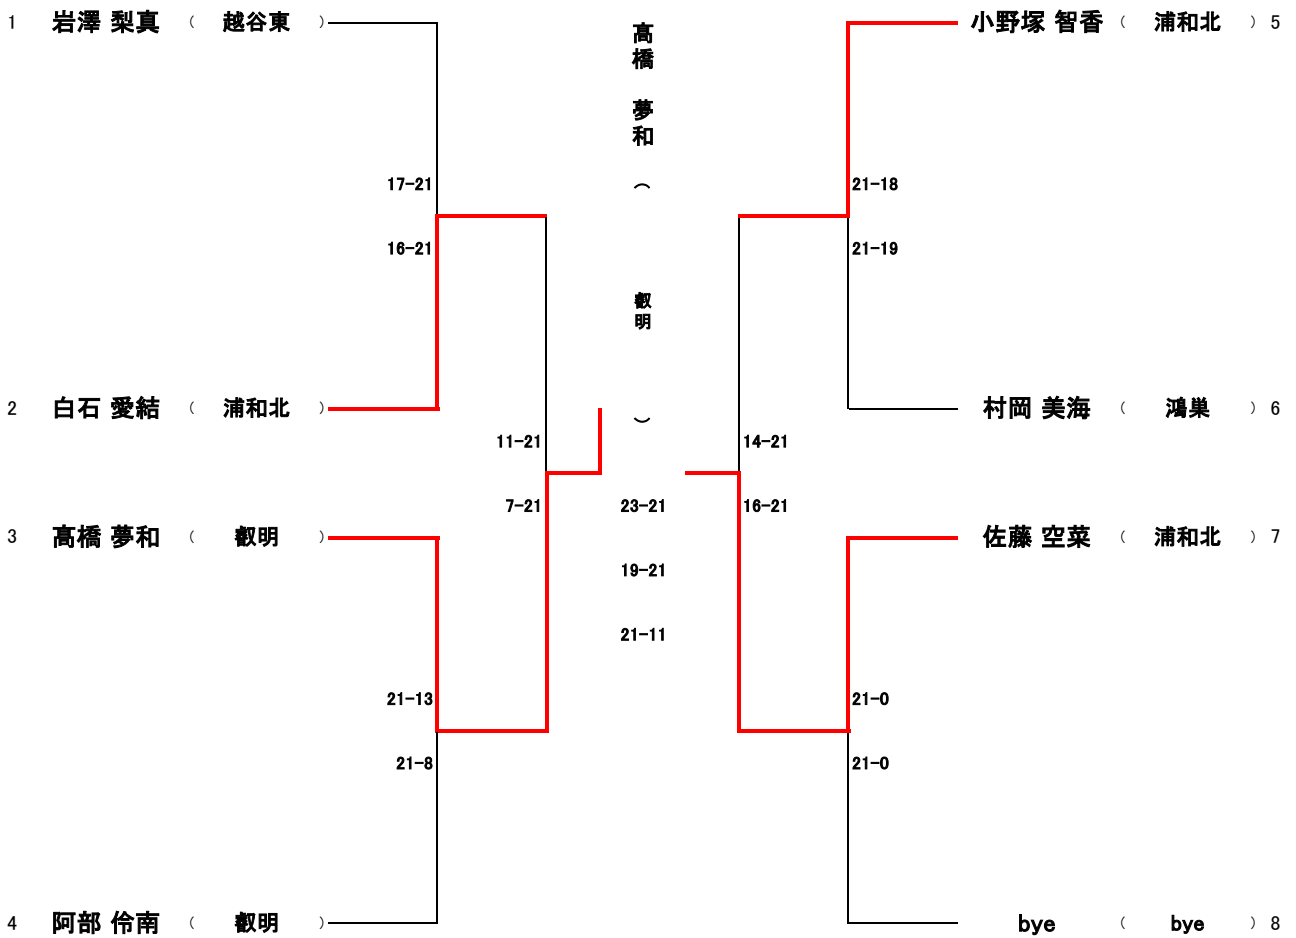 1 岩澤 梨真 （ 越谷東 ）
17-21
16-21
2 白石 愛結 （ 浦和北 ）
11-21
7-21
3 髙橋 夢和 （ 叡明 ）
21-13
21-8
4 阿部 伶南 （ 叡明 ）
髙橋 夢和 （ 叡明 ）
23-21
19-21
21-11
小野塚 智香 （ 浦和北 ） 5
21-18
21-19
村岡 美海 （ 鴻巣 ） 6
14-21
16-21
佐藤 空菜 （ 浦和北 ） 7
21-0
21-0
bye （ bye ） 8